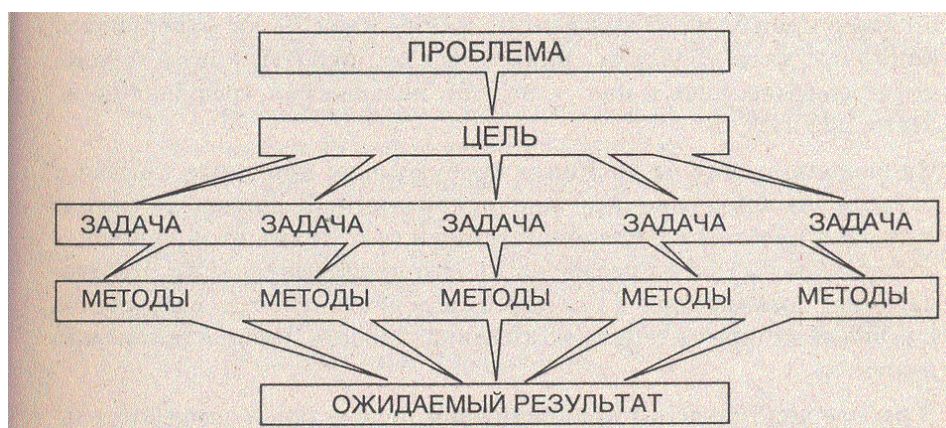 ПРОБЛЕМА
ЦЕЛЬ
ЗАДАЧА ЗАДАЧА ЗАДАЧА ЗАДАЧА ЗАДАЧА
МЕТОДЫ МЕТОДЫ МЕТОДЫ МЕТОДЫ МЕТОДЫ
ОЖИДАЕМЫЙ РЕЗУЛЬТАТ